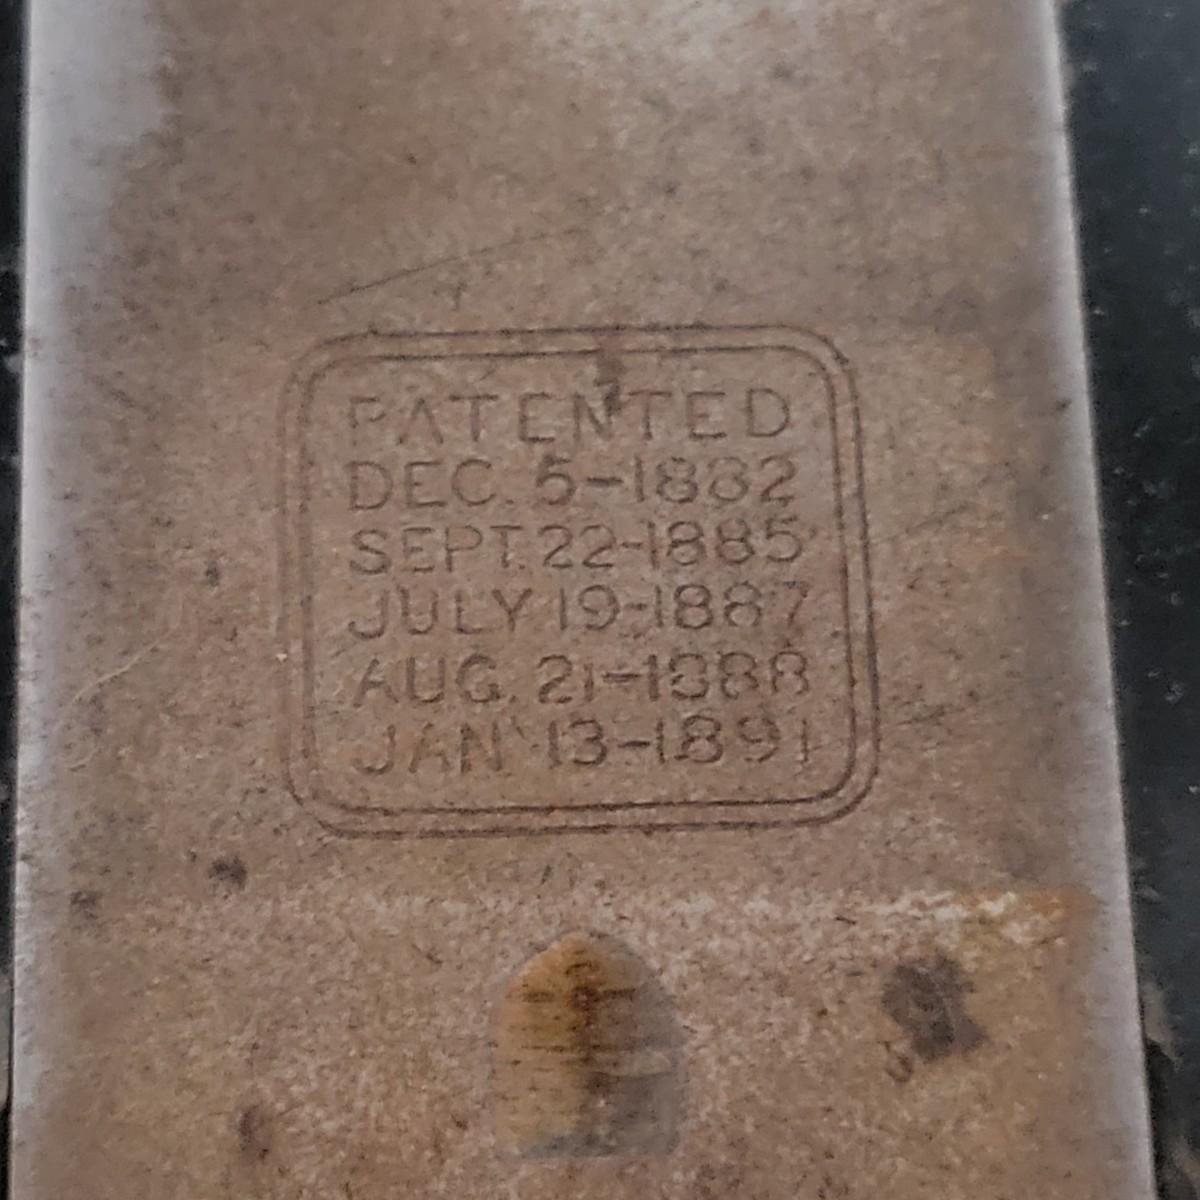 PATENTED
DEC. 5-1882
SEPT. 22-1885
JULY 19-1887
AUG. 21-1888
JAN 13-1891